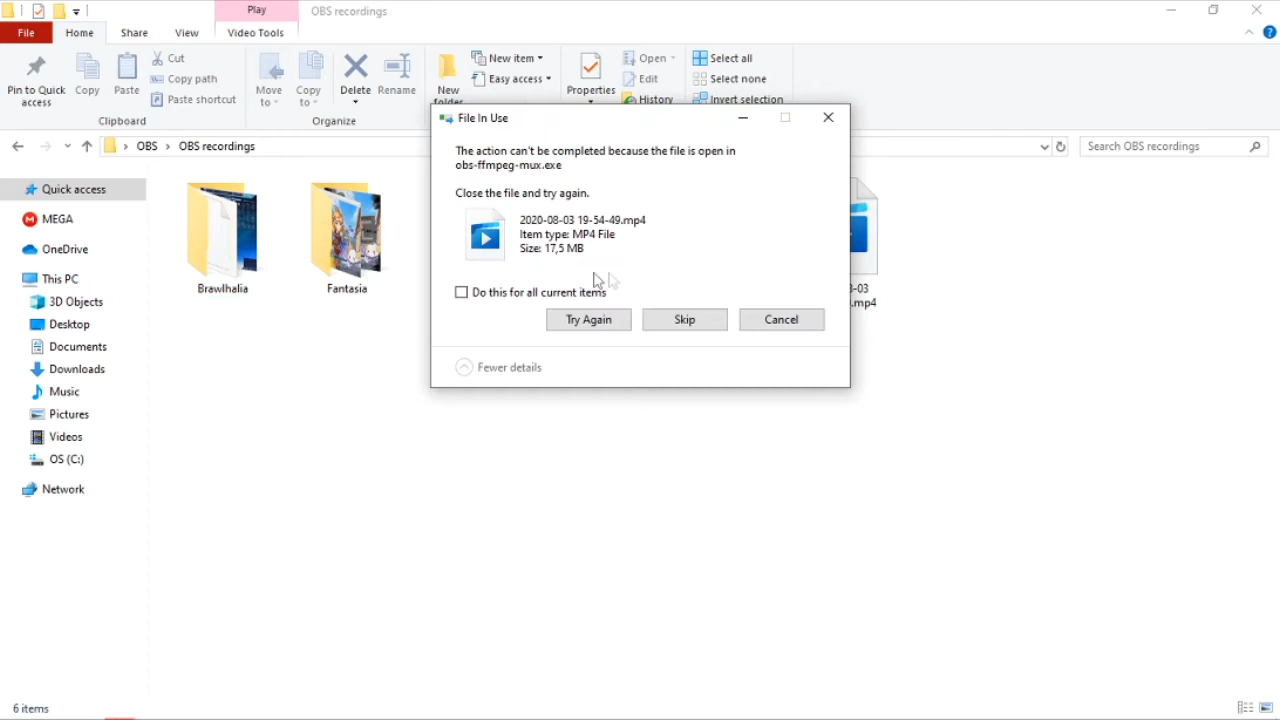 Play
OBS recordings
File
Home
Share
View
Video Tools
Pin to Quick
access
Copy
Paste
Cut
Copy path
Paste shortcut
Clipboard
Move
to
Copy
to
Delete
Rename
Organize
New
folder
New item
Easy access
Properties
Open
Edit
History
Select all
Select none
Invert selection
OBS
OBS recordings
Search OBS recordings
Quick access
MEGA
OneDrive
This PC
3D Objects
Desktop
Documents
Downloads
Music
Pictures
Videos
OS (C:)
Network
Brawlhalia
Fantasia
-03
.mp4
File In Use
The action can't be completed because the file is open in
obs-ffmpeg-mux.exe
Close the file and try again.
2020-08-03 19-54-49.mp4
Item type: MP4 File
Size: 17,5 MB
Do this for all current items
Try Again
Skip
Cancel
Fewer details
6 items